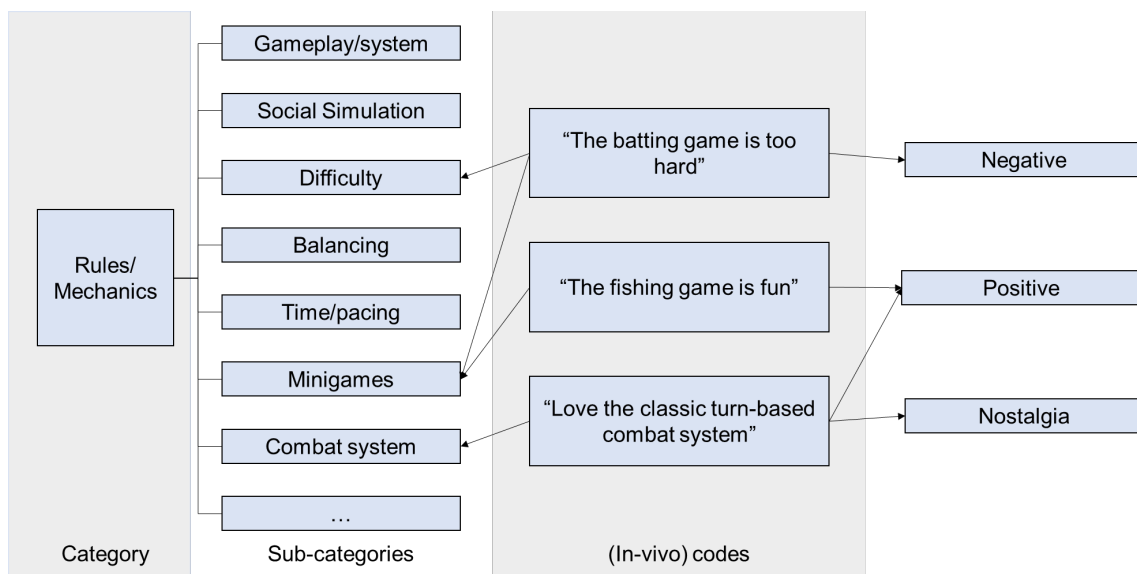 Rules/
Mechanics
Category
Gameplay/system
Social Simulation
Difficulty
Balancing
Time/pacing
Minigames
Combat system
…
Sub-categories
“The batting game is too
hard”
“The fishing game is fun”
“Love the classic turn-based
combat system”
(In-vivo) codes
Negative
Positive
Nostalgia